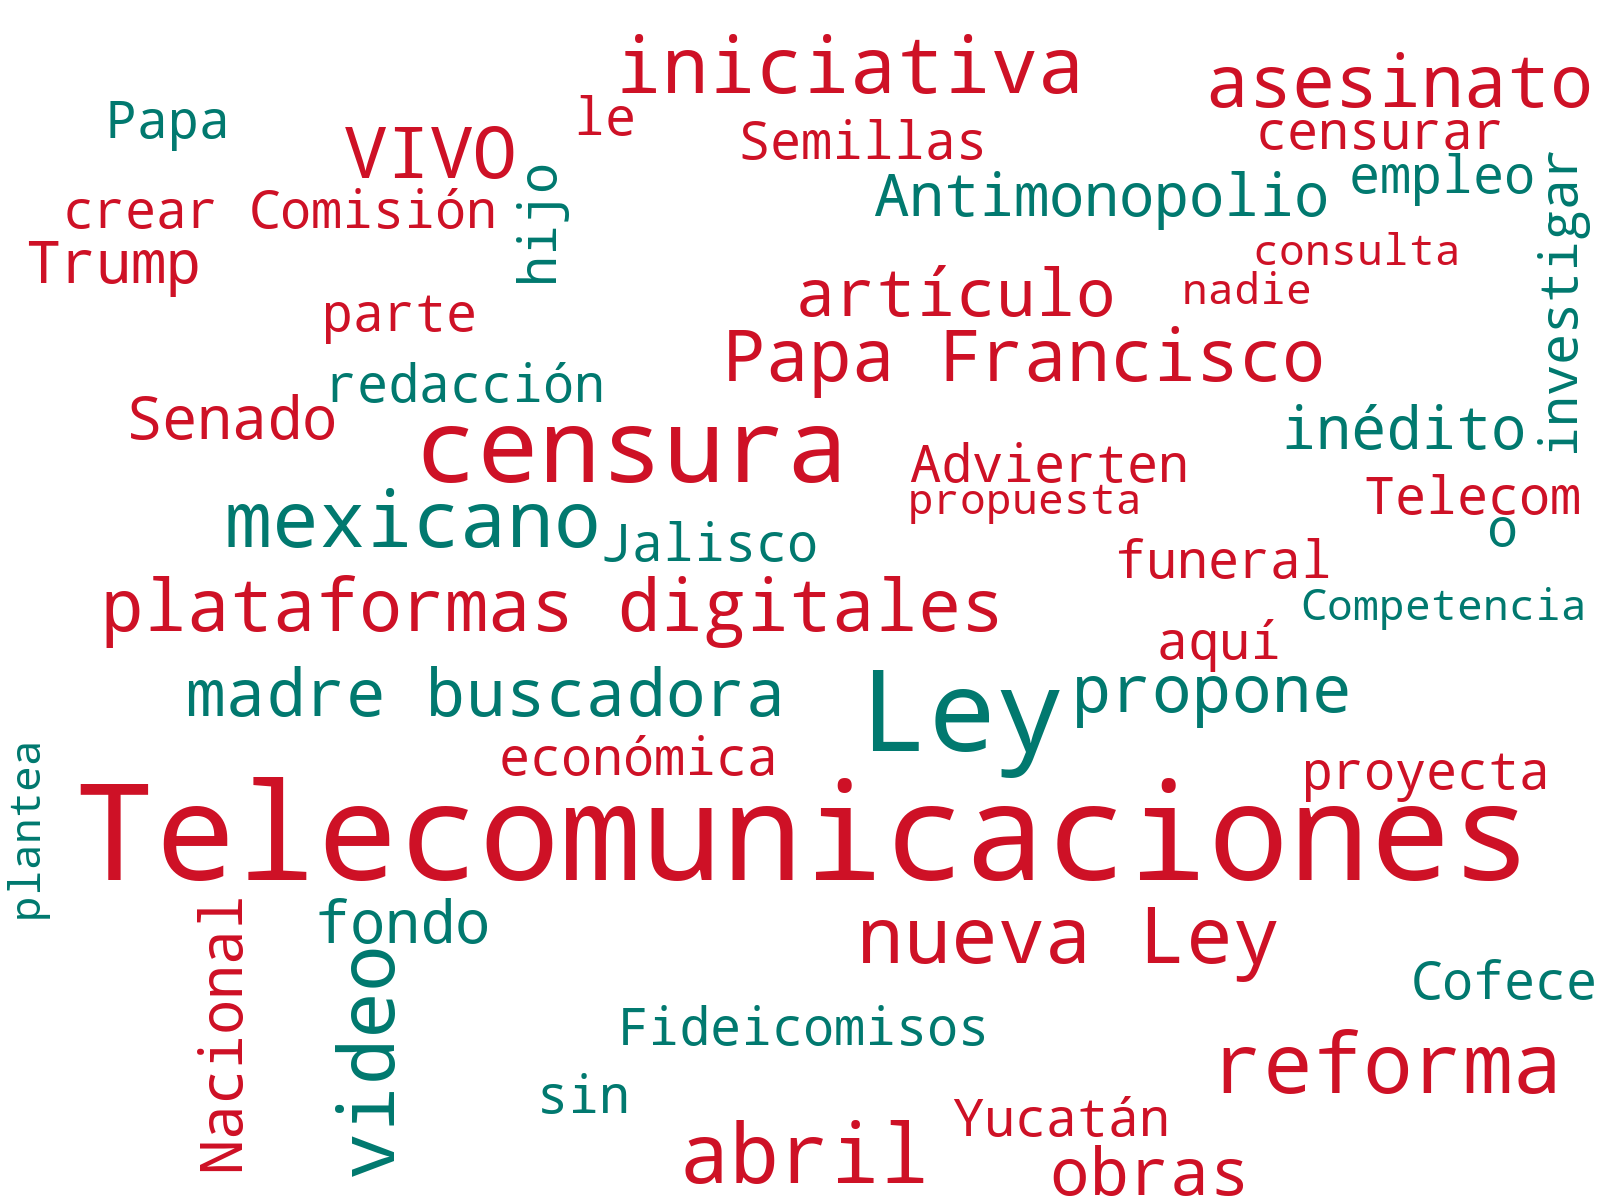 iniciativa
asesinato
Papa
le
VIVO
Semillas
censurar
hijo
Antimonopolio
empleo
investigar
crear
Comisión
Trump
consulta
artículo
nadie
parte
Papa Francisco
redacción
Senado
censura
inédito
Advierten
propuesta
Telecom
o
mexicano
Jalisco
funeral
plataformas digitales
Competencia
aquí
madre buscadora
Ley
propone
económica
proyecta
plantea
Telecomunicaciones
Nacional
fondo
nueva Ley
video
Cofece
Fideicomisos
reforma
sin
Yucatán
abril
obras